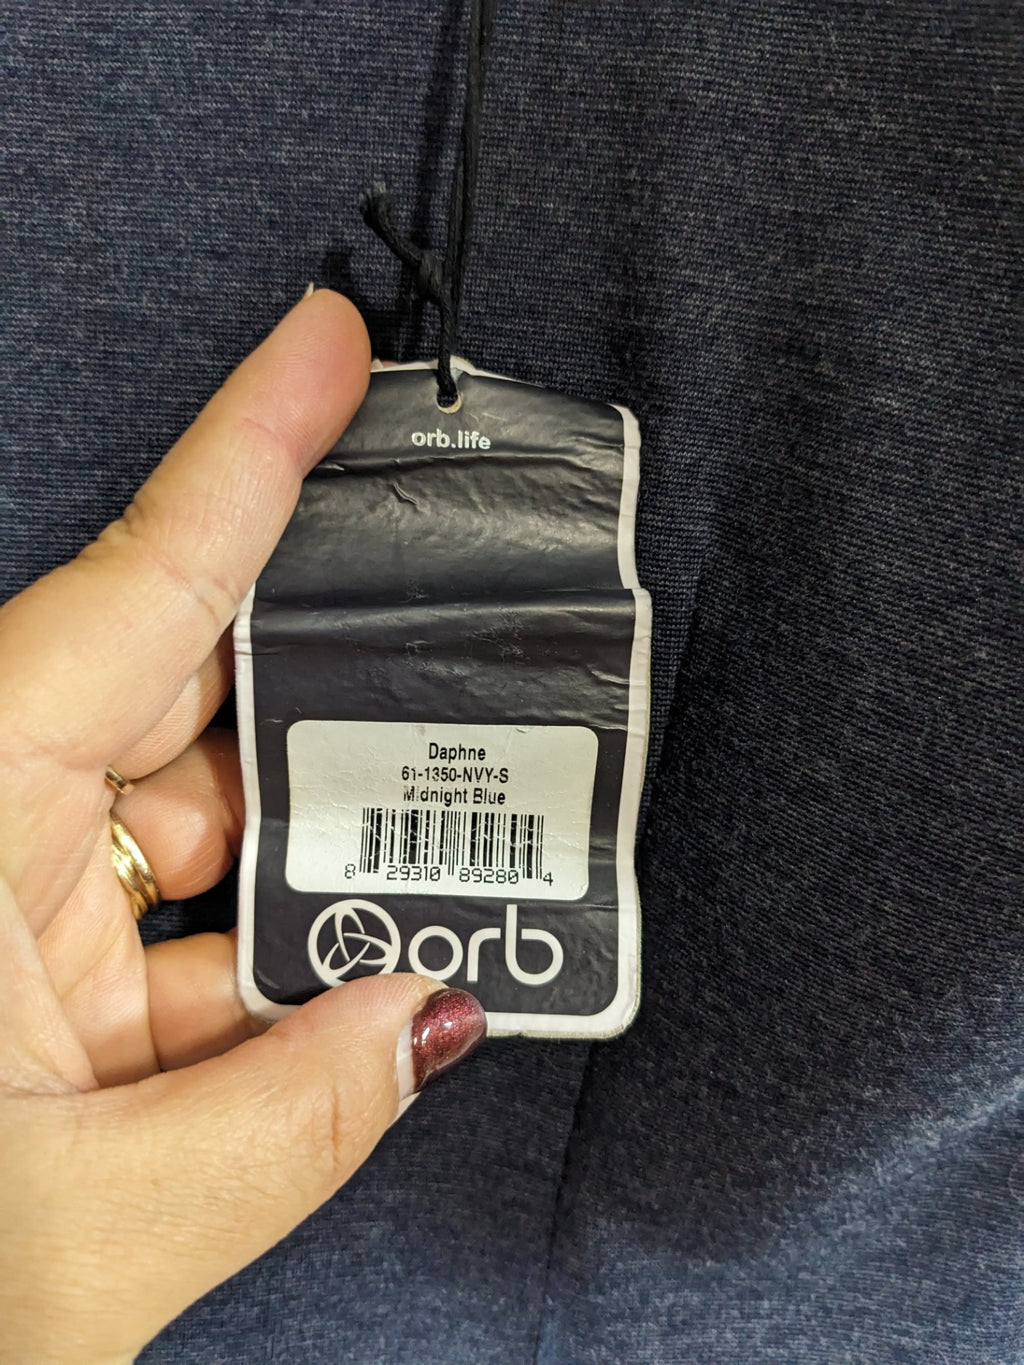 orb.life
Daphne
61-1350-NVY-S
Midnight Blue
8 29310 89280 4
orb